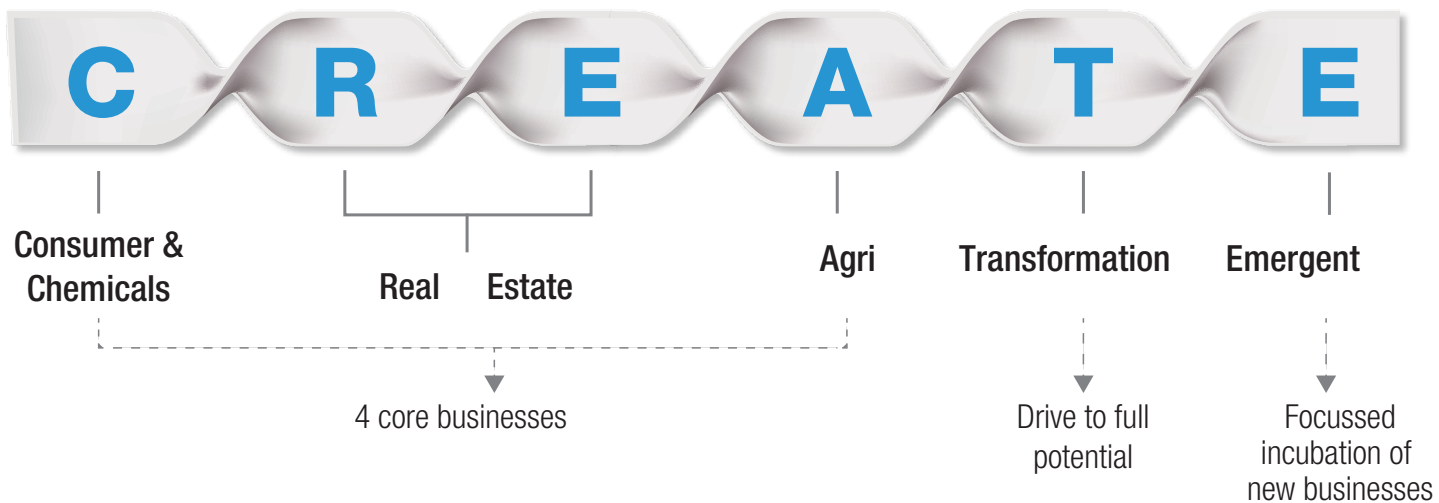 C R E A T E
Consumer &
Chemicals
Real Estate
Agri
Transformation
Emergent
4 core businesses
Drive to full
potential
Focussed
incubation of
new businesses